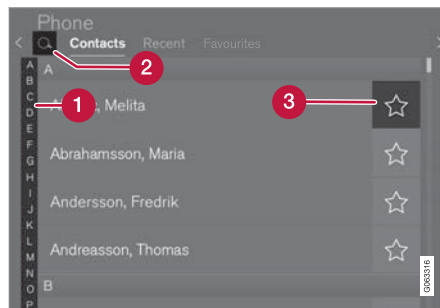 Phone
Contacts Recent Favourites
2
A
B
C
D
E
F
G
H
I
J
K
L
M
N
O
P
A
1
Melita
3
Abrahamsson, Maria
Andersson, Fredrik
Andreasson, Thomas
B
G063316